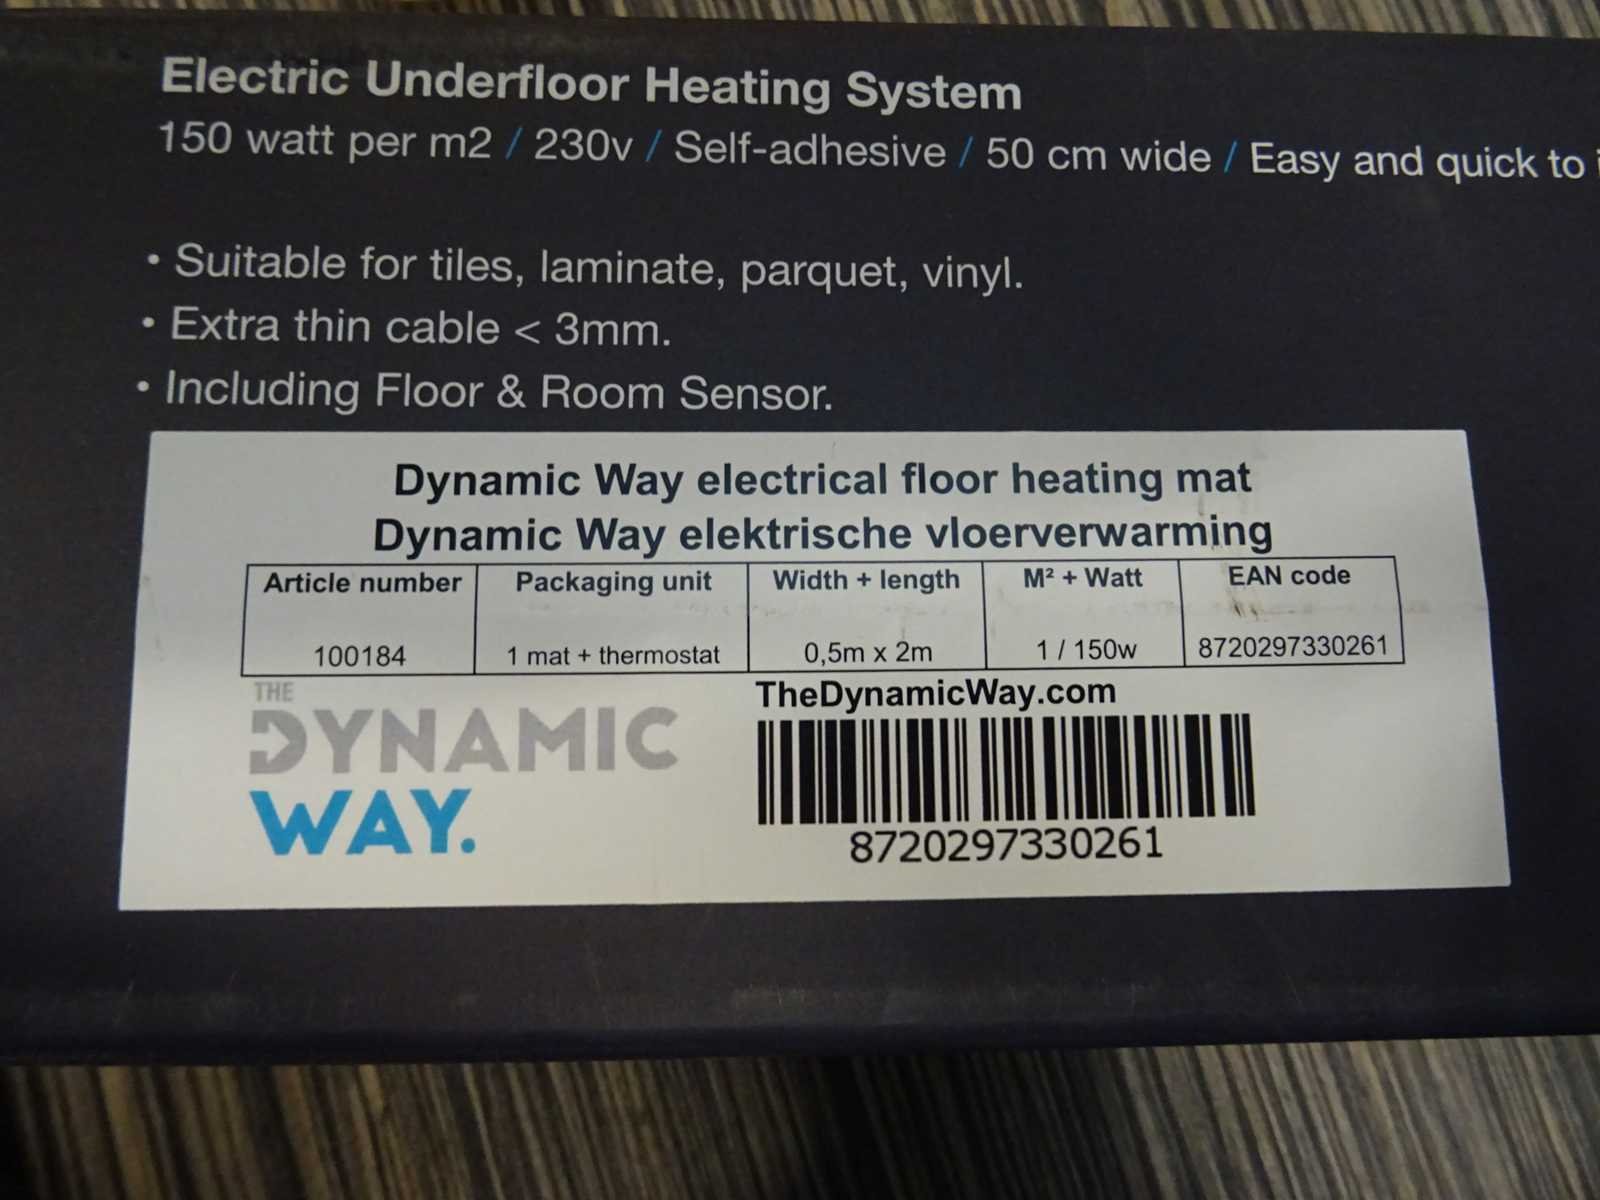 Electric Underfloor Heating System
150 watt per m2 / 230v / Self-adhesive / 50 cm wide / Easy and quick to
• Suitable for tiles, laminate, parquet, vinyl.
• Extra thin cable < 3mm.
• Including Floor & Room Sensor.
Dynamic Way electrical floor heating mat
Dynamic Way elektrische vloerverwarming
Article number Packaging unit Width + length M² + Watt EAN code
100184 1 mat + thermostat 0,5m x 2m 1 / 150w 8720297330261
THE
DYNAMIC
WAY.
TheDynamicWay.com
8720297330261